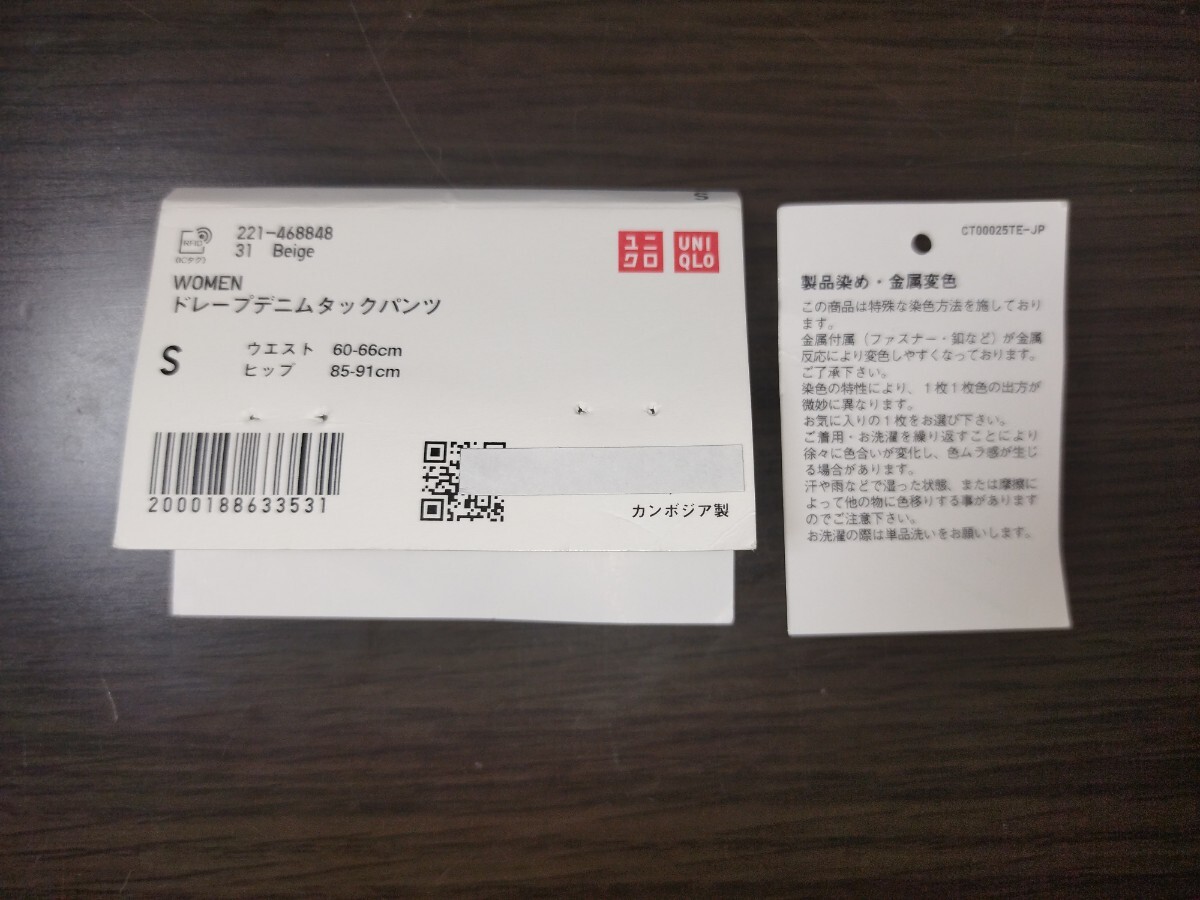 S
RFID
ICタグ
221-468848
31 Beige
ユニ
クロ
UNI
QLO
WOMEN
ドレープデニムタックパンツ
S
ウエスト 60-66cm
ヒップ 85-91cm
2000188633531
カンボジア製
CT00025TE-JP
製品染め・金属変色
この商品は特殊な染色方法を施しており
ます。
金属付属（ファスナー・釦など）が金属
反応により変色しやすくなっております。
ご了承下さい。
染色の特性により、1枚1枚色の出方が
微妙に異なります。
お気に入りの1枚をお選び下さい。
ご着用・お洗濯を繰り返すことにより
徐々に色合いが変化し、色ムラ感が生じ
る場合があります。
汗や雨などで湿った状態、または摩擦に
よって他の物に色移りする事があります
のでご注意下さい。
お洗濯の際は単品洗いをお願いします。